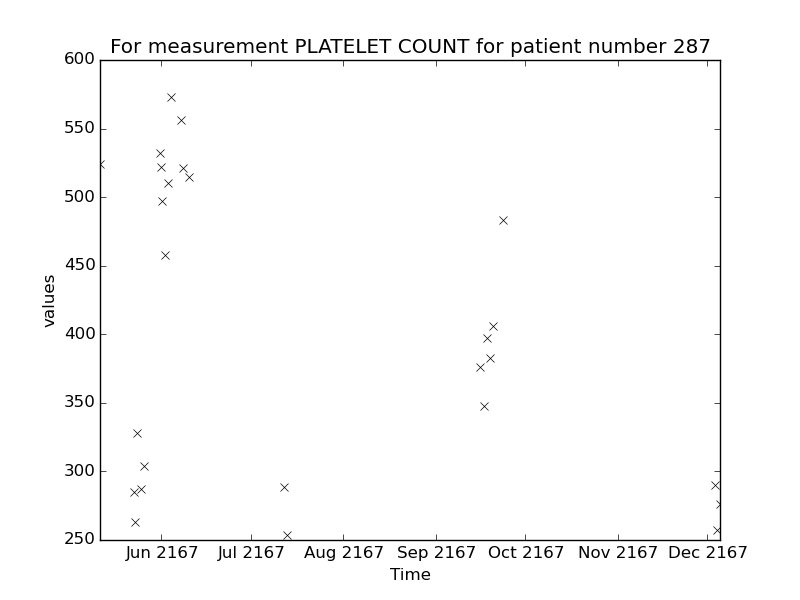 For measurement PLATELET COUNT for patient number 287
600
550
500
450
400
350
300
250
values
Jun 2167 Jul 2167 Aug 2167 Sep 2167 Oct 2167 Nov 2167 Dec 2167
Time